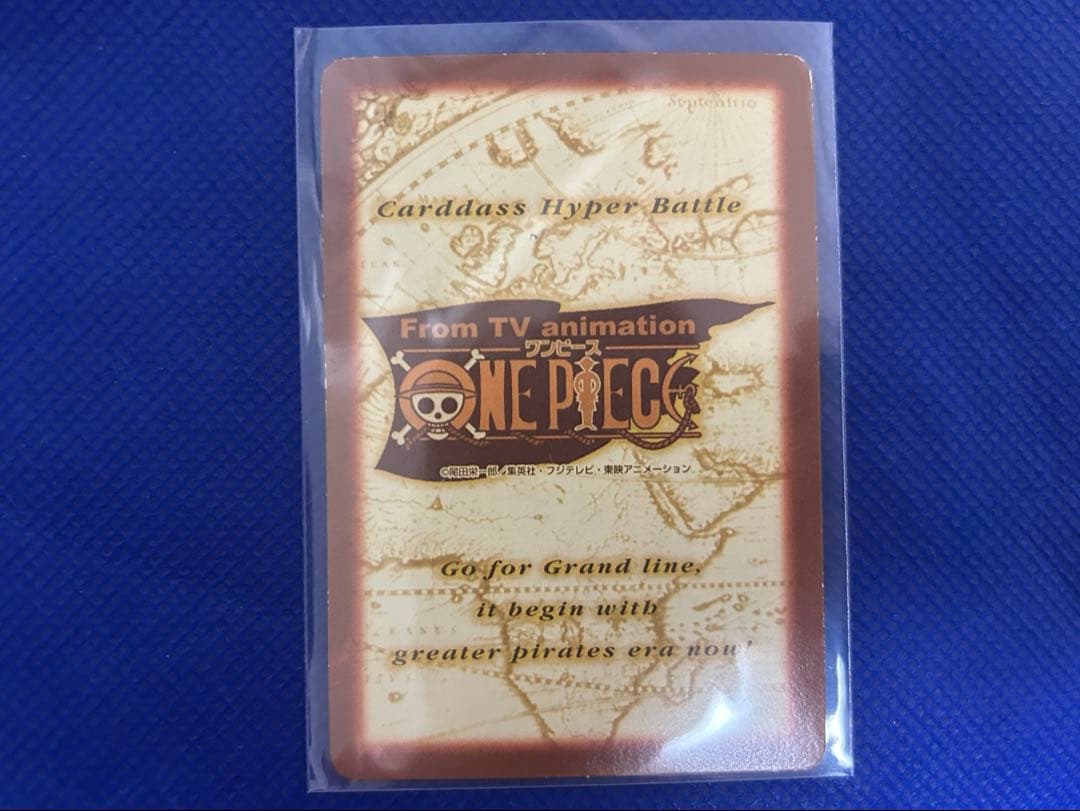 Septentrio
Carddass Hyper Battle
From TV animation
ワンピース
ONE PIECE
©尾田栄一郎/集英社・フジテレビ・東映アニメーション
Go for Grand line,
it begin with
greater pirates era now!